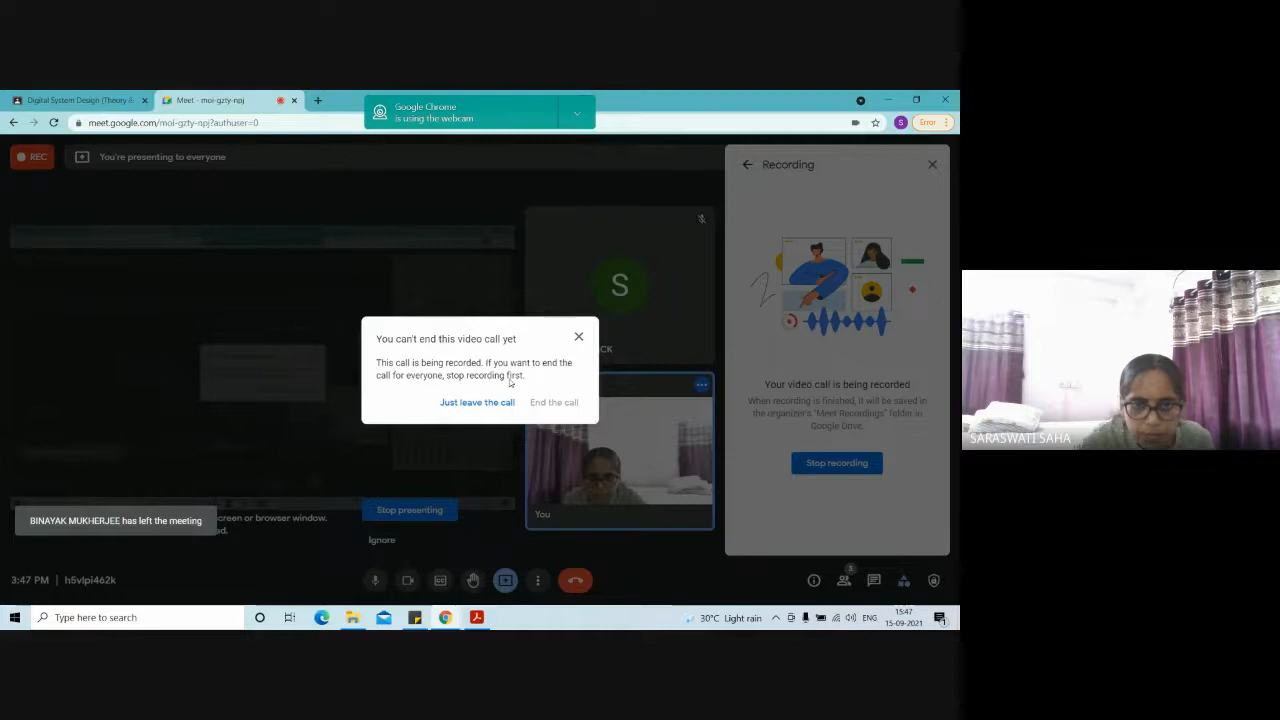 Digital System Design (Theory &
Meet - moi-gzty-npj
Google Chrome
is using the webcam
meet.google.com/moi-gzty-npj?authuser=0
S
Error
REC
You're presenting to everyone
Recording
S
CK
You can't end this video call yet
This call is being recorded. If you want to end the
call for everyone, stop recording first.
Just leave the call
End the call
Your video call is being recorded
When recording is finished, it will be saved in
the organizer's "Meet Recordings" folder in
Google Drive.
Stop recording
SARASWATI SAHA
Stop presenting
You
BINAYAK MUKHERJEE has left the meeting
creen or browser window.
ad.
Ignore
3:47 PM | h5vlpi462k
Type here to search
30°C Light rain
ENG
15:47
15-09-2021